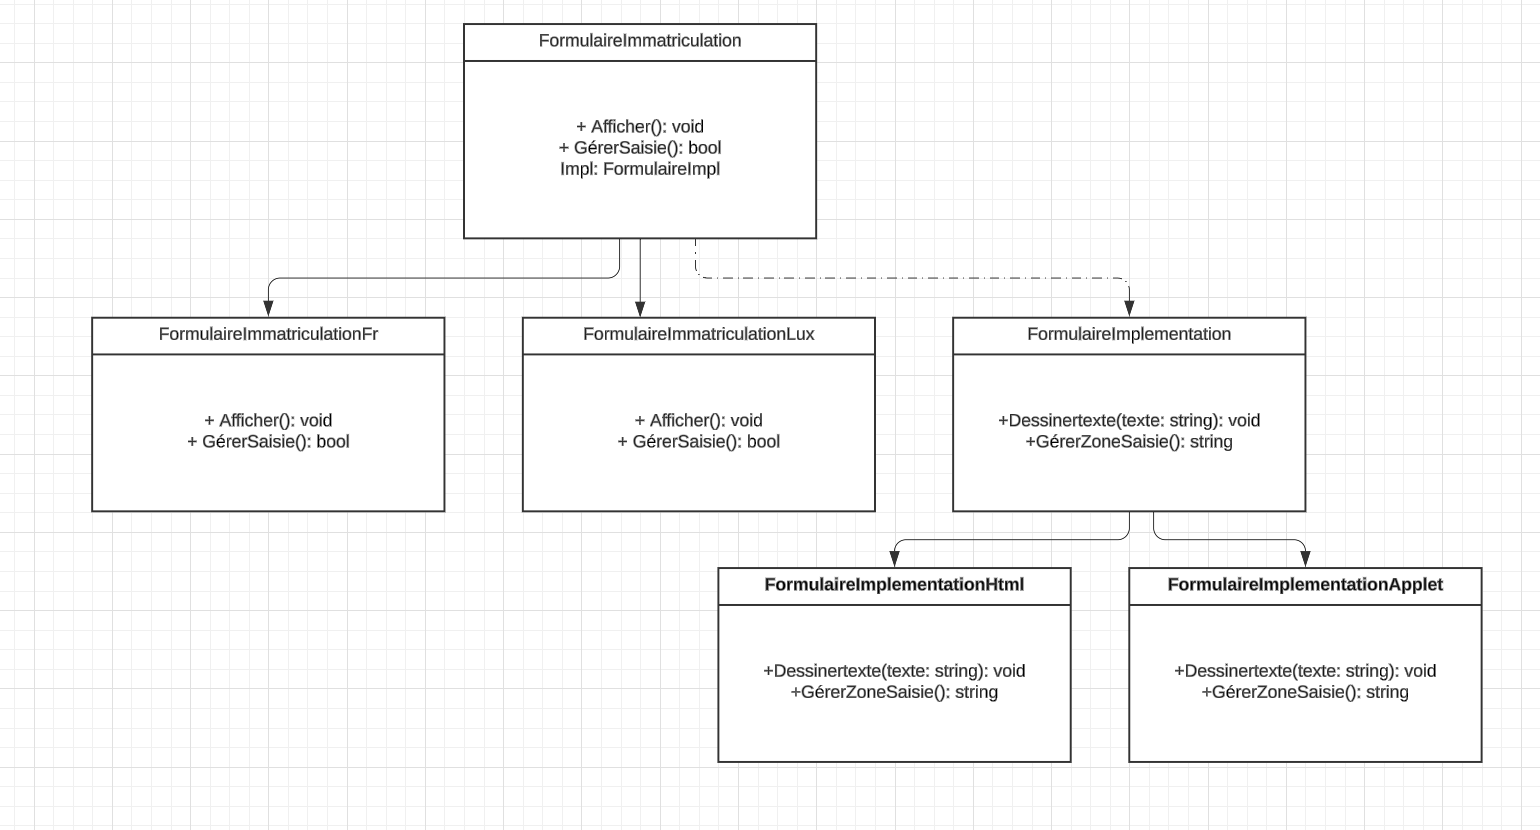 FormulaireImmatriculation
+ Afficher(): void
+ GérerSaisie(): bool
Impl: FormulaireImpl
FormulaireImmatriculationFr
+ Afficher(): void
+ GérerSaisie(): bool
FormulaireImmatriculationLux
+ Afficher(): void
+ GérerSaisie(): bool
FormulaireImplementation
+Dessinertexte(texte: string): void
+GérerZoneSaisie(): string
FormulaireImplementationHtml
+Dessinertexte(texte: string): void
+GérerZoneSaisie(): string
FormulaireImplementationApplet
+Dessinertexte(texte: string): void
+GérerZoneSaisie(): string